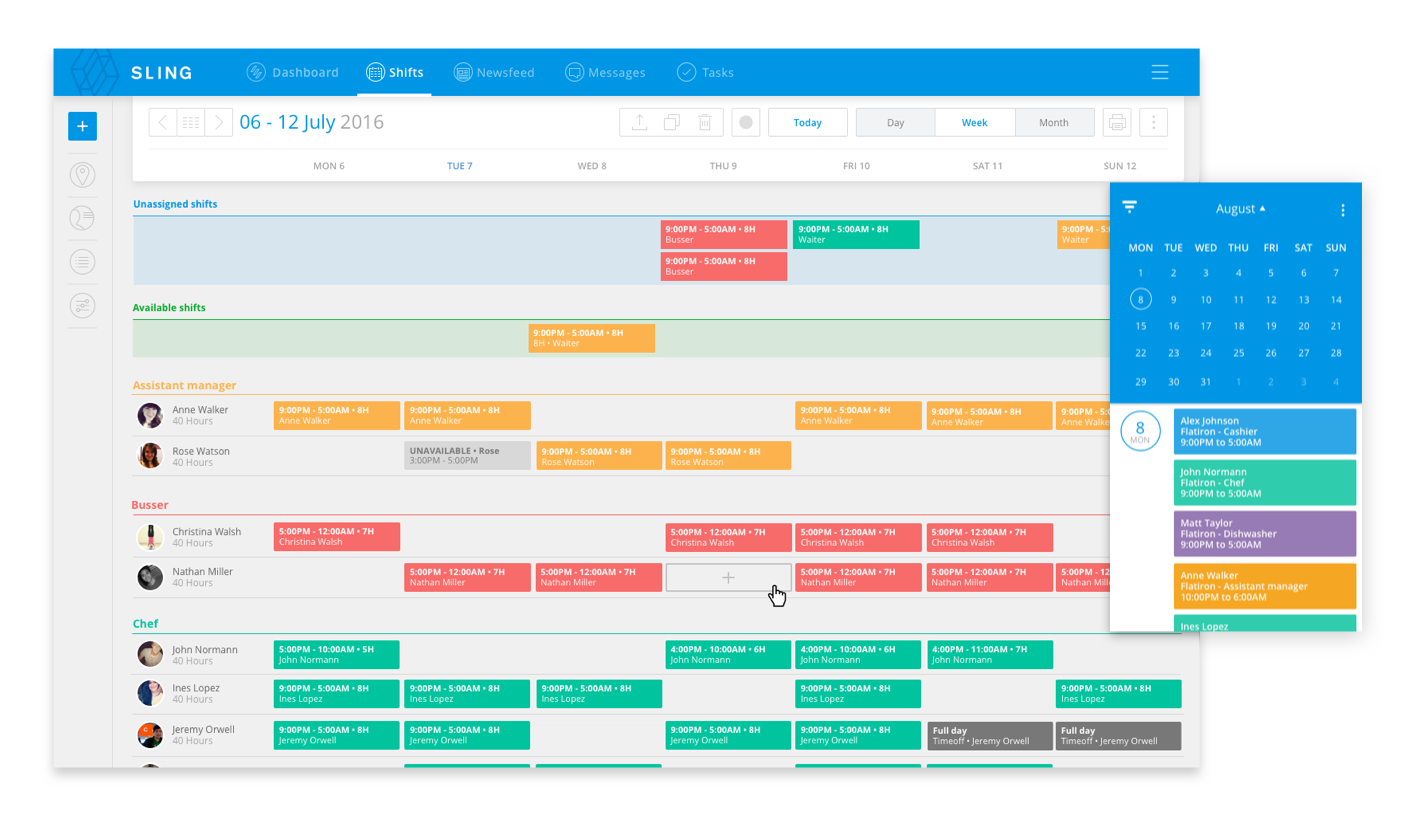 SLING
Dashboard
Shifts
Newsfeed
Messages
Tasks
+
06 - 12 July 2016
Today
Day
Week
Month
MON 6
TUE 7
WED 8
THU 9
FRI 10
SAT 11
SUN 12
Unassigned shifts
9:00PM - 5:00AM • 8H
Busser
9:00PM - 5:00AM • 8H
Waiter
9:00PM - 5:
Waiter
9:00PM - 5:00AM • 8H
Busser
Available shifts
9:00PM - 5:00AM • 8H
8H • Waiter
Assistant manager
Anne Walker
40 Hours
9:00PM - 5:00AM • 8H
Anne Walker
9:00PM - 5:00AM • 8H
Anne Walker
9:00PM - 5:00AM • 8H
Anne Walker
9:00PM - 5:00AM • 8H
Anne Walker
9:00PM - 5:
Anne Walke
Rose Watson
40 Hours
UNAVAILABLE • Rose
3:00PM - 5:00PM
9:00PM - 5:00AM • 8H
Rose Watson
9:00PM - 5:00AM • 8H
Rose Watson
Busser
Christina Walsh
40 Hours
5:00PM - 12:00AM • 7H
Christina Walsh
5:00PM - 12:00AM • 7H
Christina Walsh
5:00PM - 12:00AM • 7H
Christina Walsh
5:00PM - 12:00AM • 7H
Christina Walsh
Nathan Miller
40 Hours
5:00PM - 12:00AM • 7H
Nathan Miller
5:00PM - 12:00AM • 7H
Nathan Miller
+
5:00PM - 12:00AM • 7H
Nathan Miller
5:00PM - 12:00AM • 7H
Nathan Miller
5:00PM - 12
Nathan Mill
Chef
John Normann
40 Hours
5:00PM - 10:00AM • 5H
John Normann
4:00PM - 10:00AM • 6H
John Normann
4:00PM - 10:00AM • 6H
John Normann
4:00PM - 11:00AM • 7H
John Normann
Ines Lopez
40 Hours
9:00PM - 5:00AM • 8H
Ines Lopez
9:00PM - 5:00AM • 8H
Ines Lopez
9:00PM - 5:00AM • 8H
Ines Lopez
9:00PM - 5:00AM • 8H
Ines Lopez
9:00PM - 5:00AM • 8H
Ines Lopez
Jeremy Orwell
40 Hours
9:00PM - 5:00AM • 8H
Jeremy Orwell
9:00PM - 5:00AM • 8H
Jeremy Orwell
9:00PM - 5:00AM • 8H
Jeremy Orwell
9:00PM - 5:00AM • 8H
Jeremy Orwell
Full day
Timeoff • Jeremy Orwell
Full day
Timeoff • Jeremy Orwell
August
MON TUE WED THU FRI SAT SUN
1 2 3 4 5 6 7
8 9 10 11 12 13 14
15 16 17 18 19 20 21
22 23 24 25 26 27 28
29 30 31 1 2 3 4
8
MON
Alex Johnson
Flatiron - Cashier
9:00PM to 5:00AM
John Normann
Flatiron - Chef
9:00PM to 5:00AM
Matt Taylor
Flatiron - Dishwasher
9:00PM to 5:00AM
Anne Walker
Flatiron - Assistant manager
10:00PM to 6:00AM
Ines Lopez